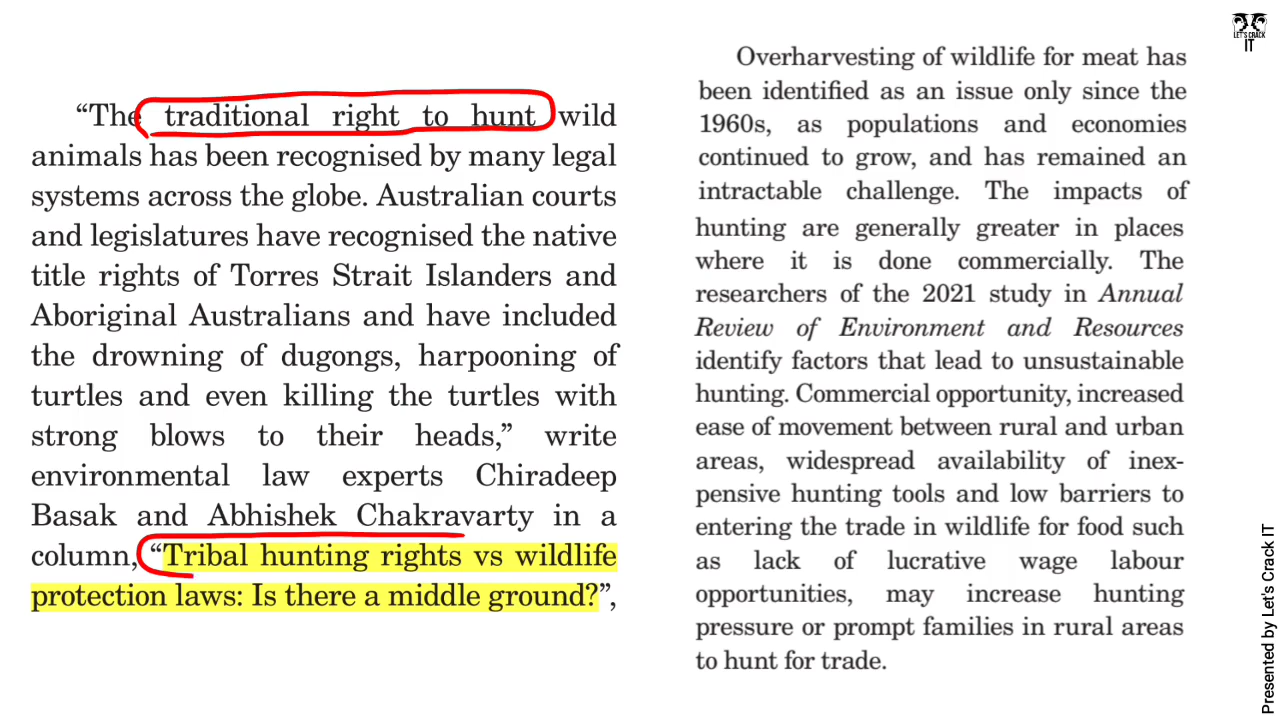 “The traditional right to hunt wild
animals has been recognised by many legal
systems across the globe. Australian courts
and legislatures have recognised the native
title rights of Torres Strait Islanders and
Aboriginal Australians and have included
the drowning of dugongs, harpooning of
turtles and even killing the turtles with
strong blows to their heads,” write
environmental law experts Chiradeep
Basak and Abhishek Chakravarty in a
column, “Tribal hunting rights vs wildlife
protection laws: Is there a middle ground?”,
Overharvesting of wildlife for meat has
been identified as an issue only since the
1960s, as populations and economies
continued to grow, and has remained an
intractable challenge. The impacts of
hunting are generally greater in places
where it is done commercially. The
researchers of the 2021 study in Annual
Review of Environment and Resources
identify factors that lead to unsustainable
hunting. Commercial opportunity, increased
ease of movement between rural and urban
areas, widespread availability of inex-
pensive hunting tools and low barriers to
entering the trade in wildlife for food such
as lack of lucrative wage labour
opportunities, may increase hunting
pressure or prompt families in rural areas
to hunt for trade.
LET'S CRACK
IT
Presented by Let's Crack IT